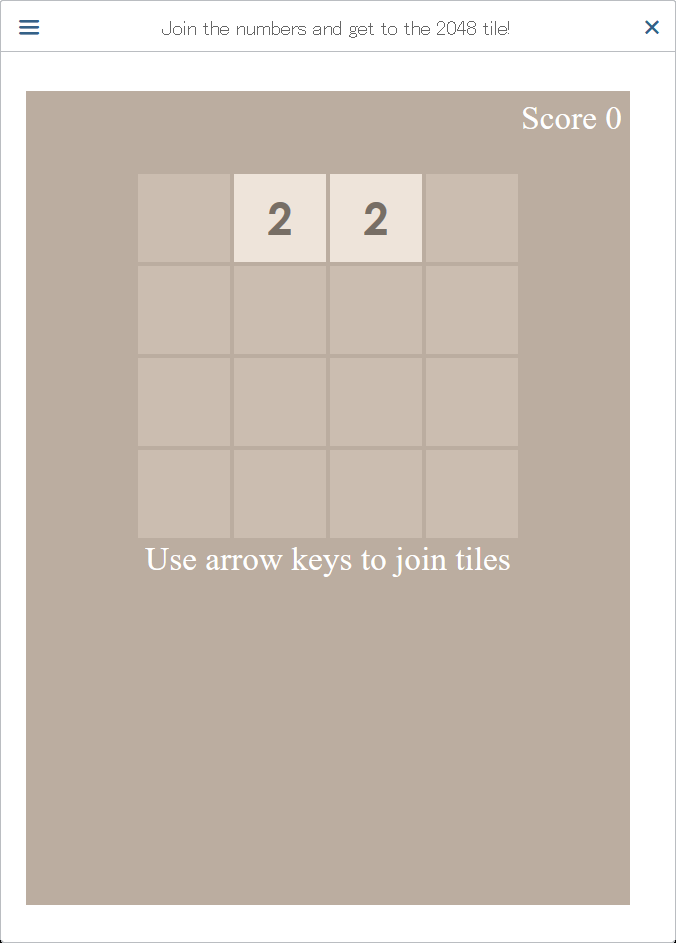 Join the numbers and get to the 2048 tile!
Score 0
2 2
Use arrow keys to join tiles